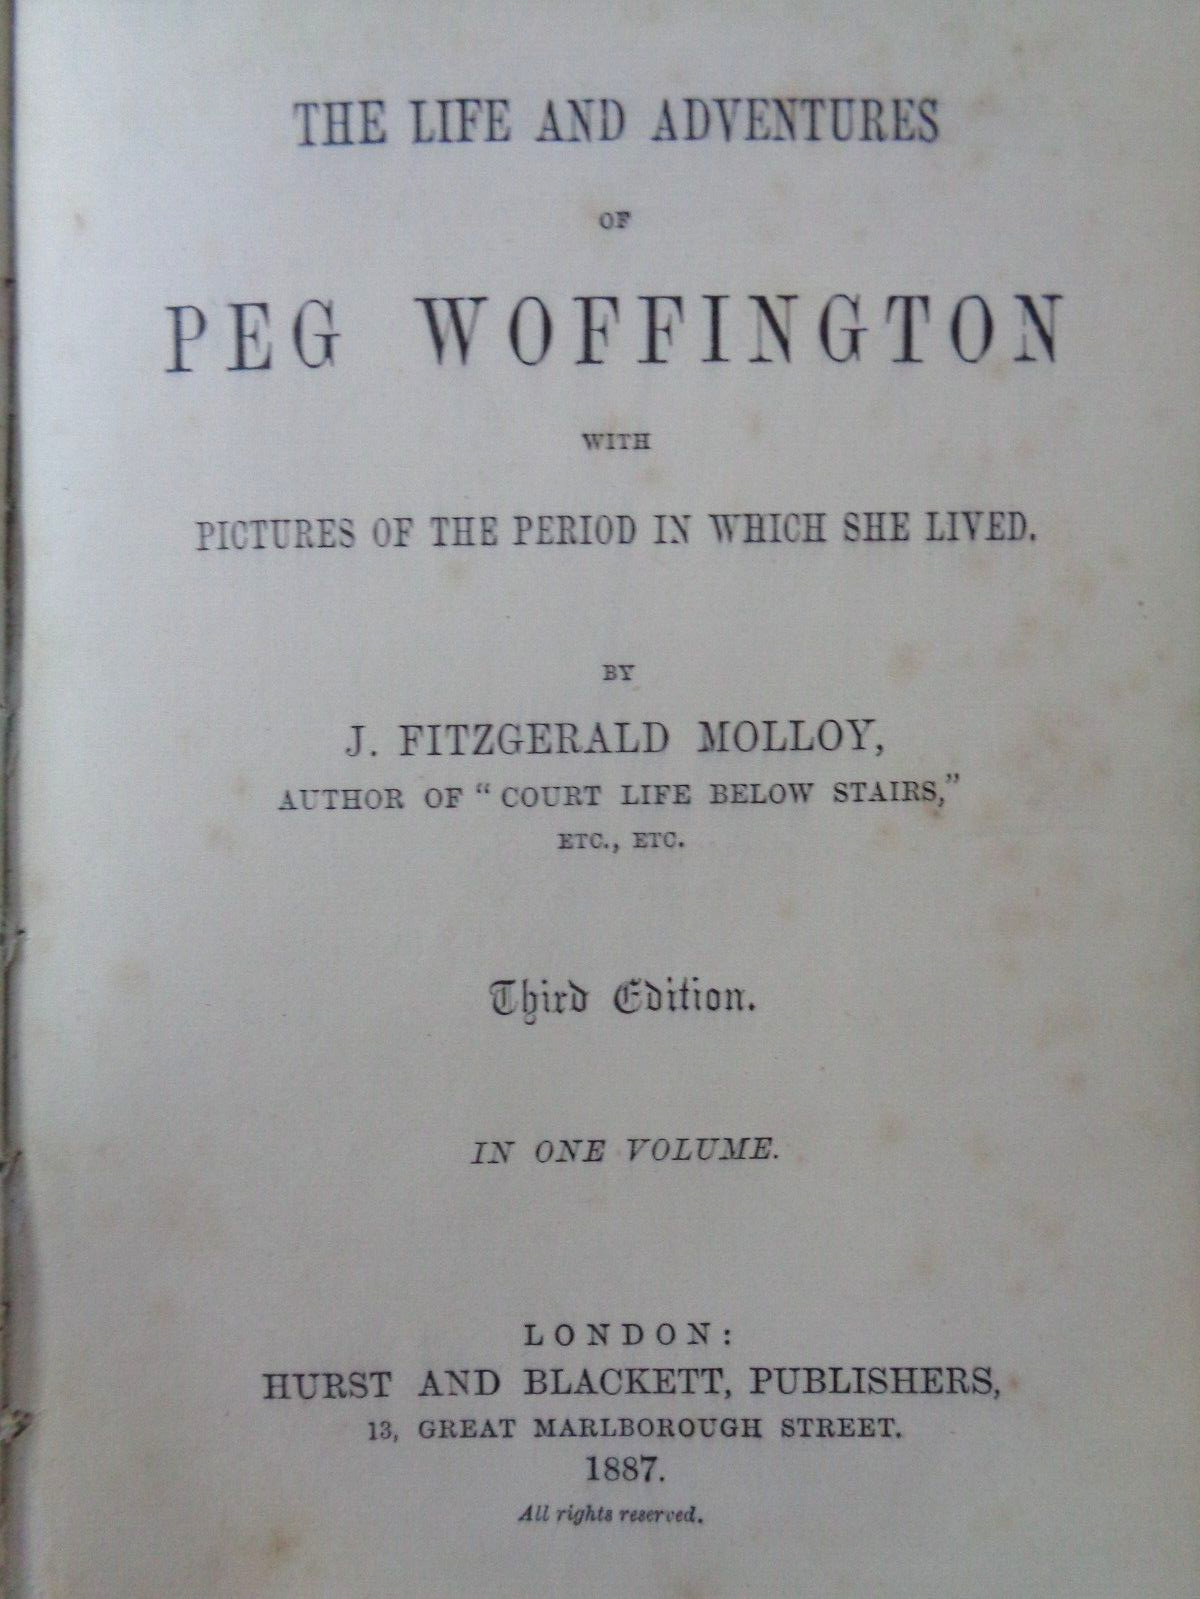 THE LIFE AND ADVENTURES
OF
PEG WOFFINGTON
WITH
PICTURES OF THE PERIOD IN WHICH SHE LIVED.
BY
J. FITZGERALD MOLLOY,
AUTHOR OF “COURT LIFE BELOW STAIRS,”
ETC., ETC.
Third Edition.
IN ONE VOLUME.
LONDON:
HURST AND BLACKETT, PUBLISHERS,
13, GREAT MARLBOROUGH STREET.
1887.
All rights reserved.